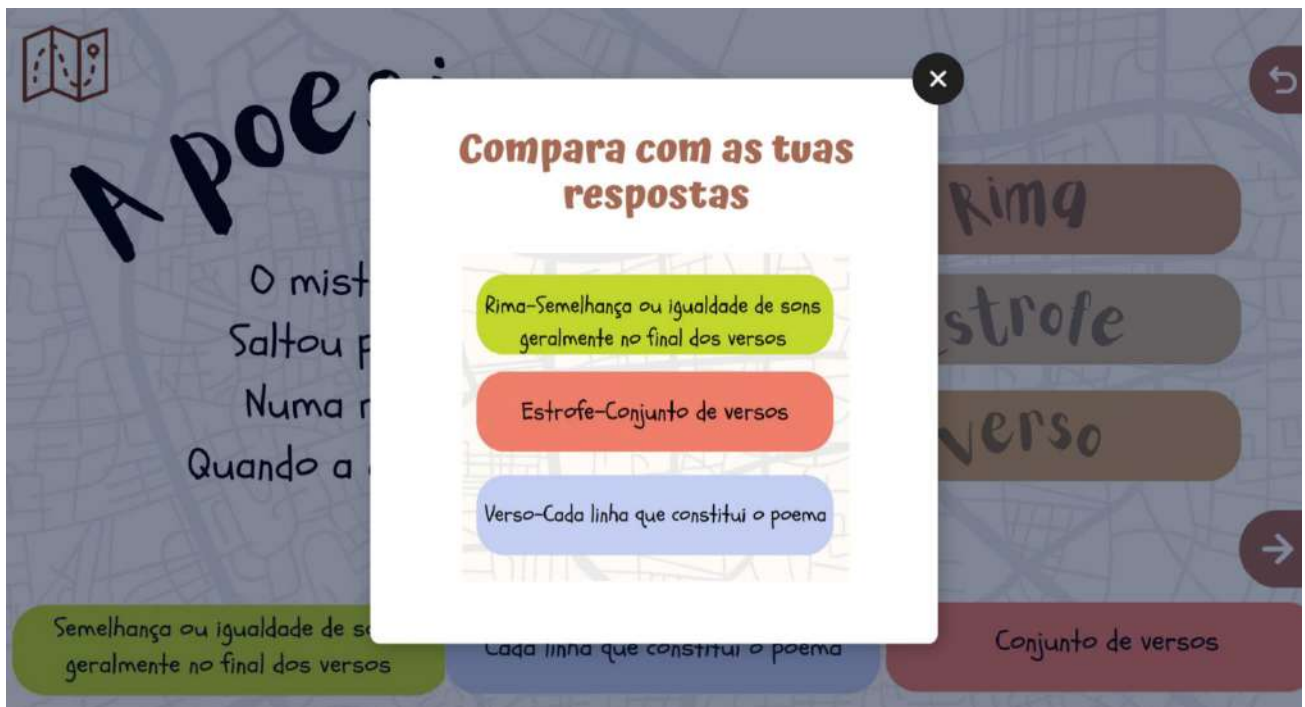 A poesi
O mist
Saltou p
Numa r
Quando a
Compara com as tuas
respostas
Rima-Semelhança ou igualdade de sons
geralmente no final dos versos
Estrofe-Conjunto de versos
Verso-Cada linha que constitui o poema
Rima
strofe
Verso
Semelhança ou igualdade de s
geralmente no final dos versos
Cada linha que constitui o poema
Conjunto de versos